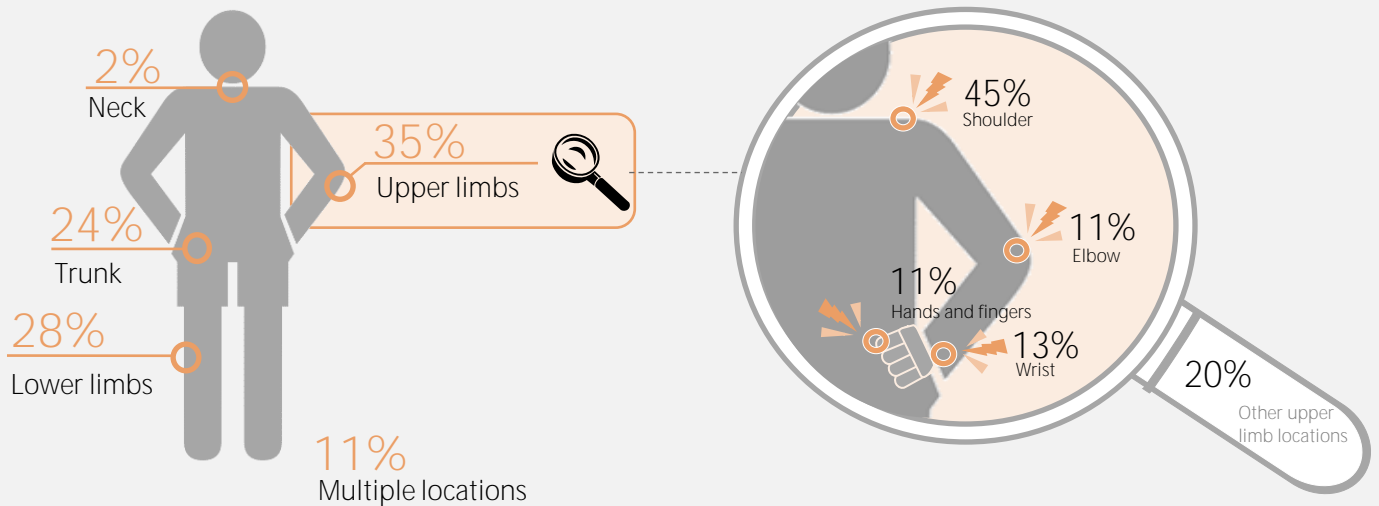 2%
Neck
35%
Upper limbs
24%
Trunk
28%
Lower limbs
11%
Multiple locations
45%
Shoulder
11%
Elbow
11%
Hands and fingers
13%
Wrist
20%
Other upper
limb locations